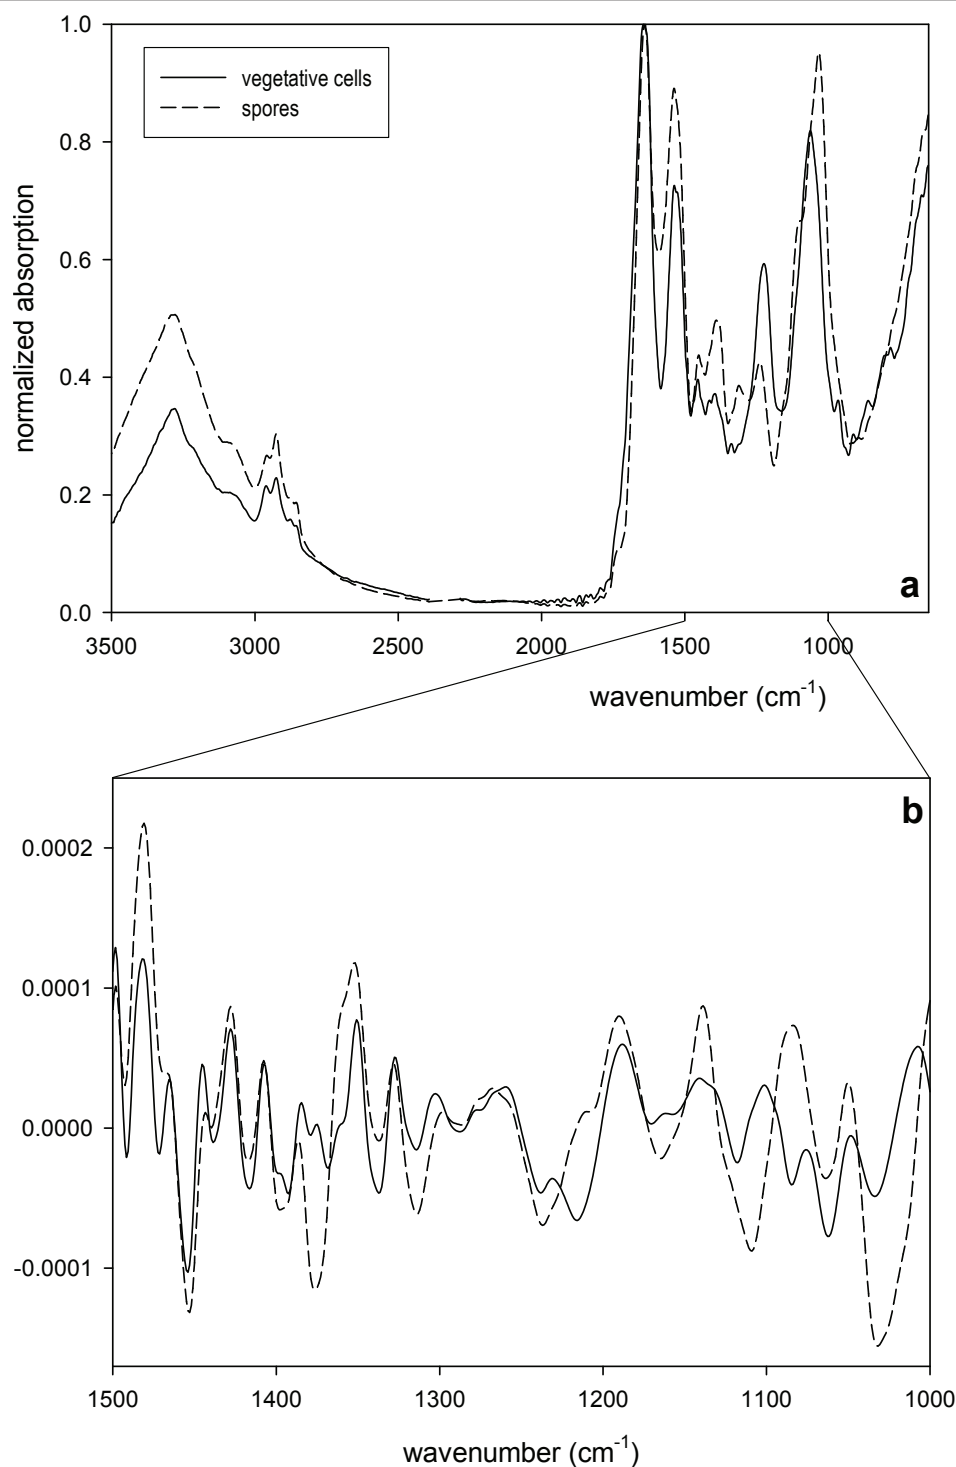 1.0
vegetative cells
spores
0.8
0.6
0.4
0.2
0.0
normalized absorption
a
3500 3000 2500 2000 1500 1000
wavenumber (cm-1)
b
0.0002
0.0001
0.0000
-0.0001
1500 1400 1300 1200 1100 1000
wavenumber (cm-1)